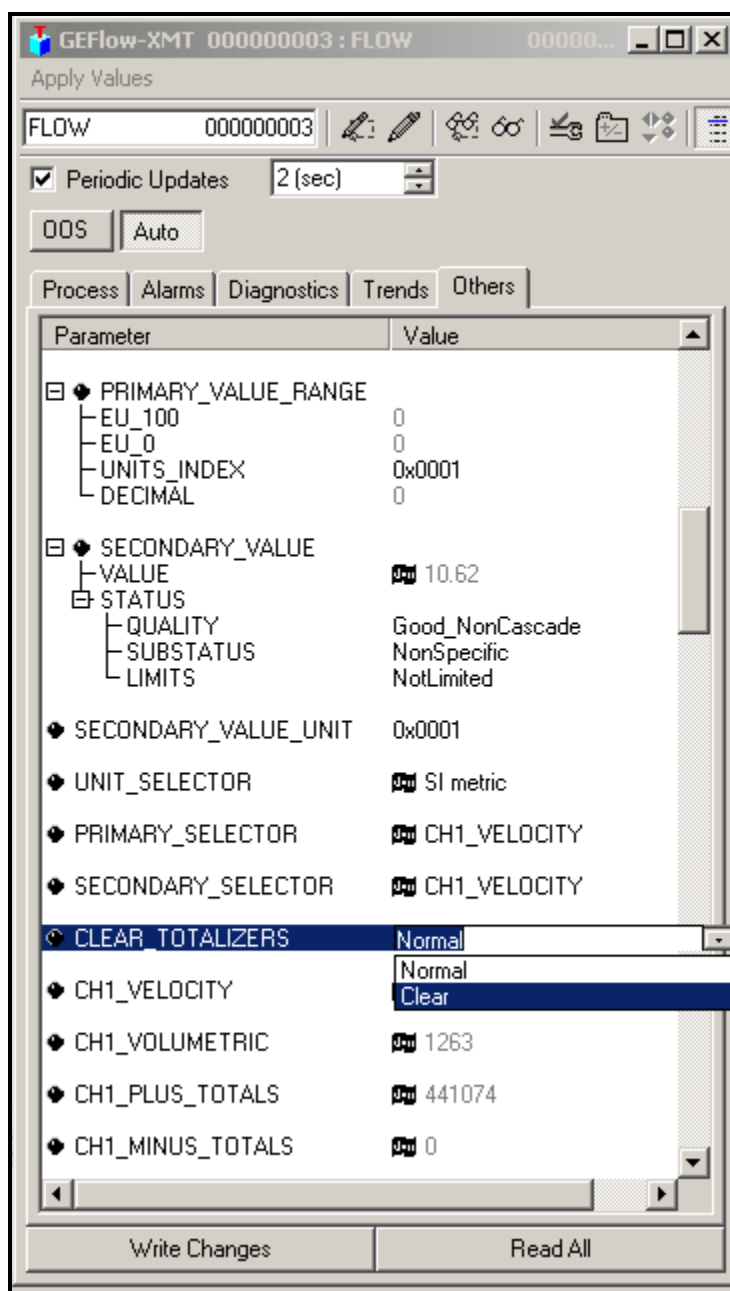 GEFlow-XMT 000000003 : FLOW 00000...
Apply Values
FLOW 000000003
Periodic Updates 2 (sec)
OOS Auto
Process Alarms Diagnostics Trends Others
Parameter Value
PRIMARY_VALUE_RANGE
EU_100 0
EU_0 0
UNITS_INDEX 0x0001
DECIMAL 0
SECONDARY_VALUE
VALUE 10.62
STATUS
QUALITY Good_NonCascade
SUBSTATUS NonSpecific
LIMITS NotLimited
SECONDARY_VALUE_UNIT 0x0001
UNIT_SELECTOR SI metric
PRIMARY_SELECTOR CH1_VELOCITY
SECONDARY_SELECTOR CH1_VELOCITY
CLEAR_TOTALIZERS Normal
Normal
CH1_VELOCITY Clear
CH1_VOLUMETRIC 1263
CH1_PLUS_TOTALS 441074
CH1_MINUS_TOTALS 0
Write Changes Read All